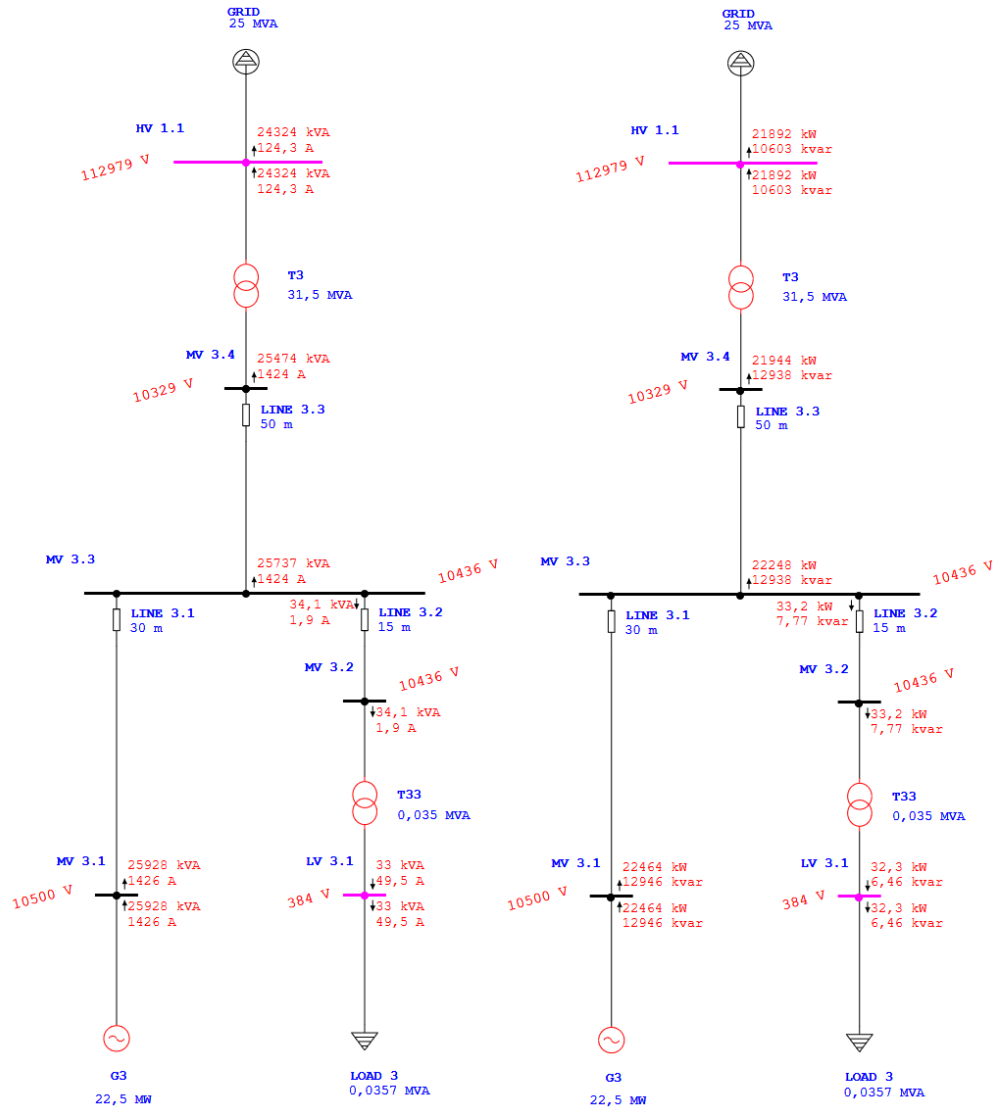 GRID
25 MVA
HV 1.1
24324 kVA
124,3 A
112979 V
24324 kVA
124,3 A
T3
31,5 MVA
MV 3.4
25474 kVA
1424 A
10329 V
LINE 3.3
50 m
MV 3.3
25737 kVA
1424 A
10436 V
LINE 3.1
30 m
34,1 kVA
1,9 A
LINE 3.2
15 m
MV 3.2
10436 V
34,1 kVA
1,9 A
T33
0,035 MVA
MV 3.1
25928 kVA
1426 A
10500 V
25928 kVA
1426 A
LV 3.1
33 kVA
49,5 A
384 V
33 kVA
49,5 A
G3
22,5 MW
LOAD 3
0,0357 MVA
GRID
25 MVA
HV 1.1
21892 kW
10603 kvar
112979 V
21892 kW
10603 kvar
T3
31,5 MVA
MV 3.4
21944 kW
12938 kvar
10329 V
LINE 3.3
50 m
MV 3.3
22248 kW
12938 kvar
10436 V
LINE 3.1
30 m
33,2 kW
7,77 kvar
LINE 3.2
15 m
MV 3.2
10436 V
33,2 kW
7,77 kvar
T33
0,035 MVA
MV 3.1
22464 kW
12946 kvar
10500 V
22464 kW
12946 kvar
LV 3.1
32,3 kW
6,46 kvar
384 V
32,3 kW
6,46 kvar
G3
22,5 MW
LOAD 3
0,0357 MVA